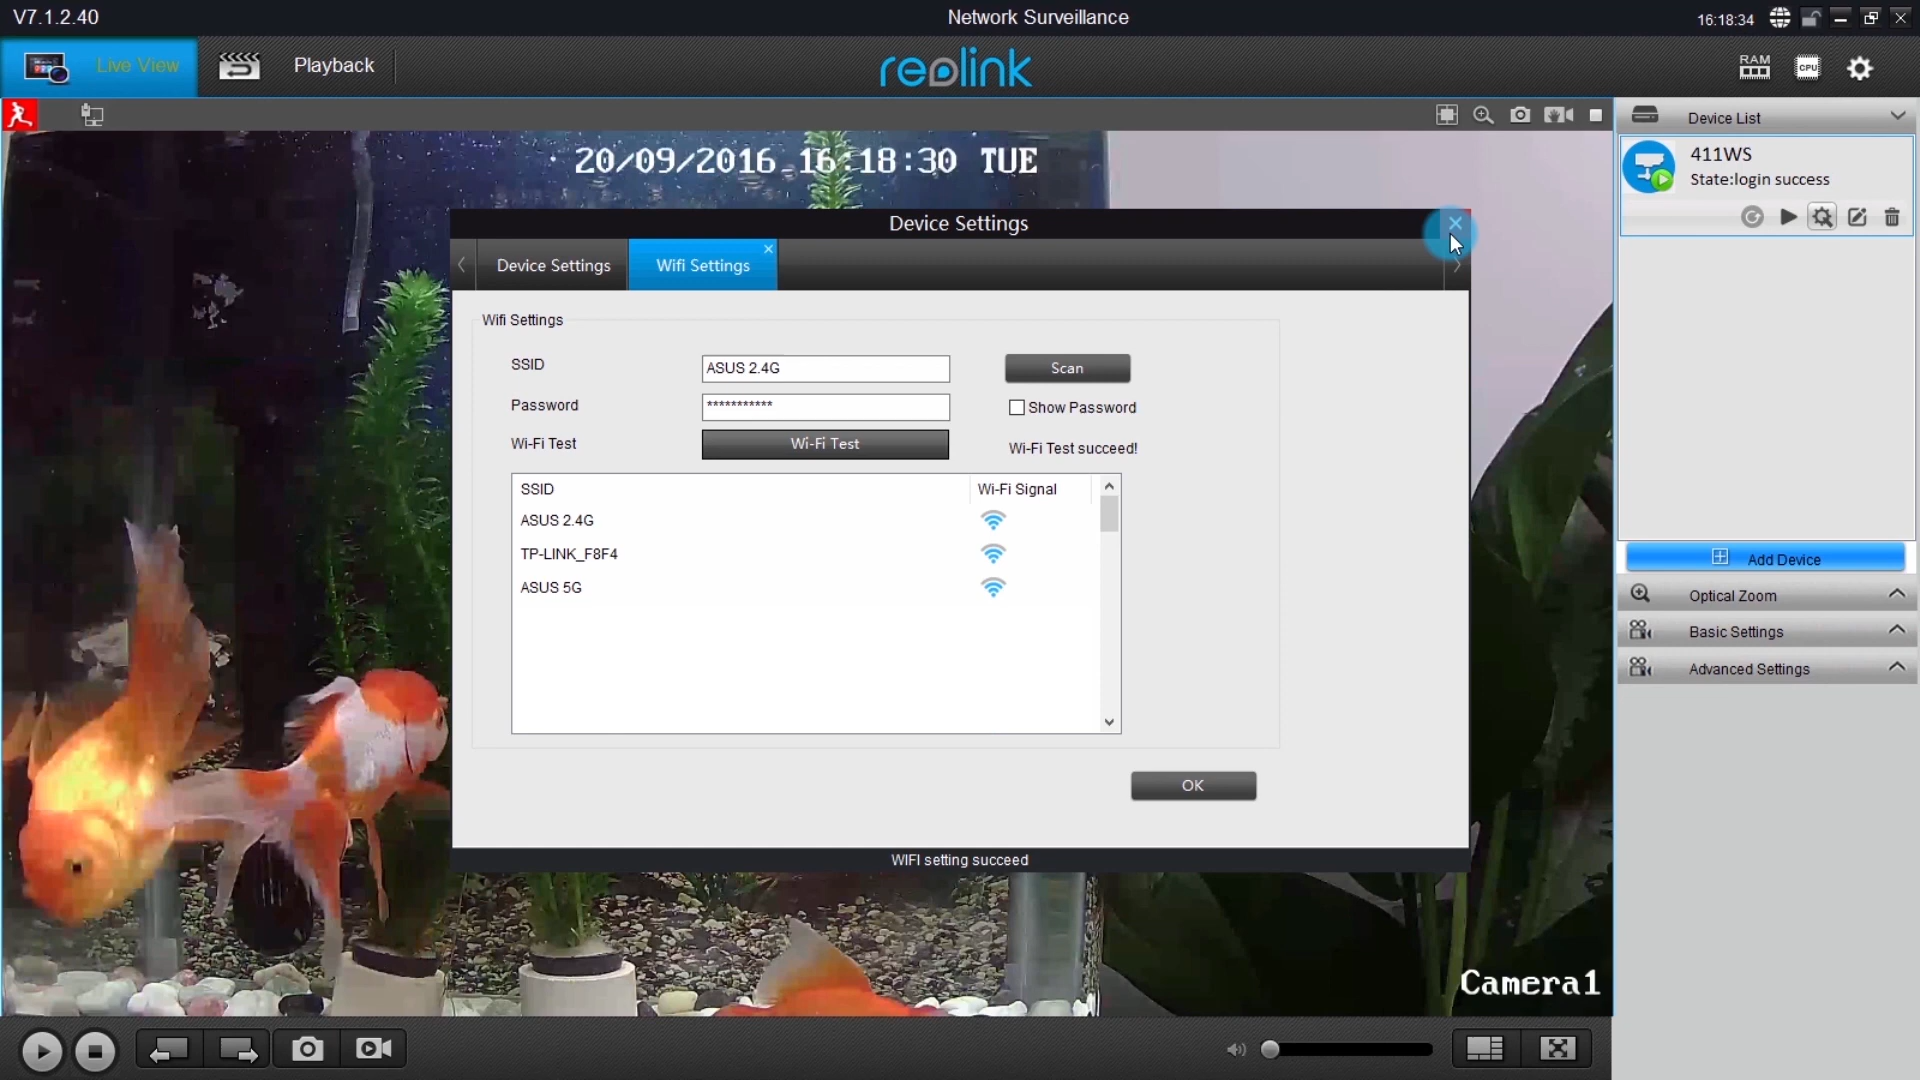 V7.1.2.40
Network Surveillance
16:18:34
Live View
Playback
reolink
RAM
CPU
20/09/2016 16:18:30 TUE
Device List
411WS
State:login success
Device Settings
Device Settings
Wifi Settings
Wifi Settings
SSID
ASUS 2.4G
Scan
Password
***********
Show Password
Wi-Fi Test
Wi-Fi Test
Wi-Fi Test succeed!
SSID
Wi-Fi Signal
ASUS 2.4G
TP-LINK_F8F4
ASUS 5G
OK
WIFI setting succeed
Add Device
Optical Zoom
Basic Settings
Advanced Settings
Camera1